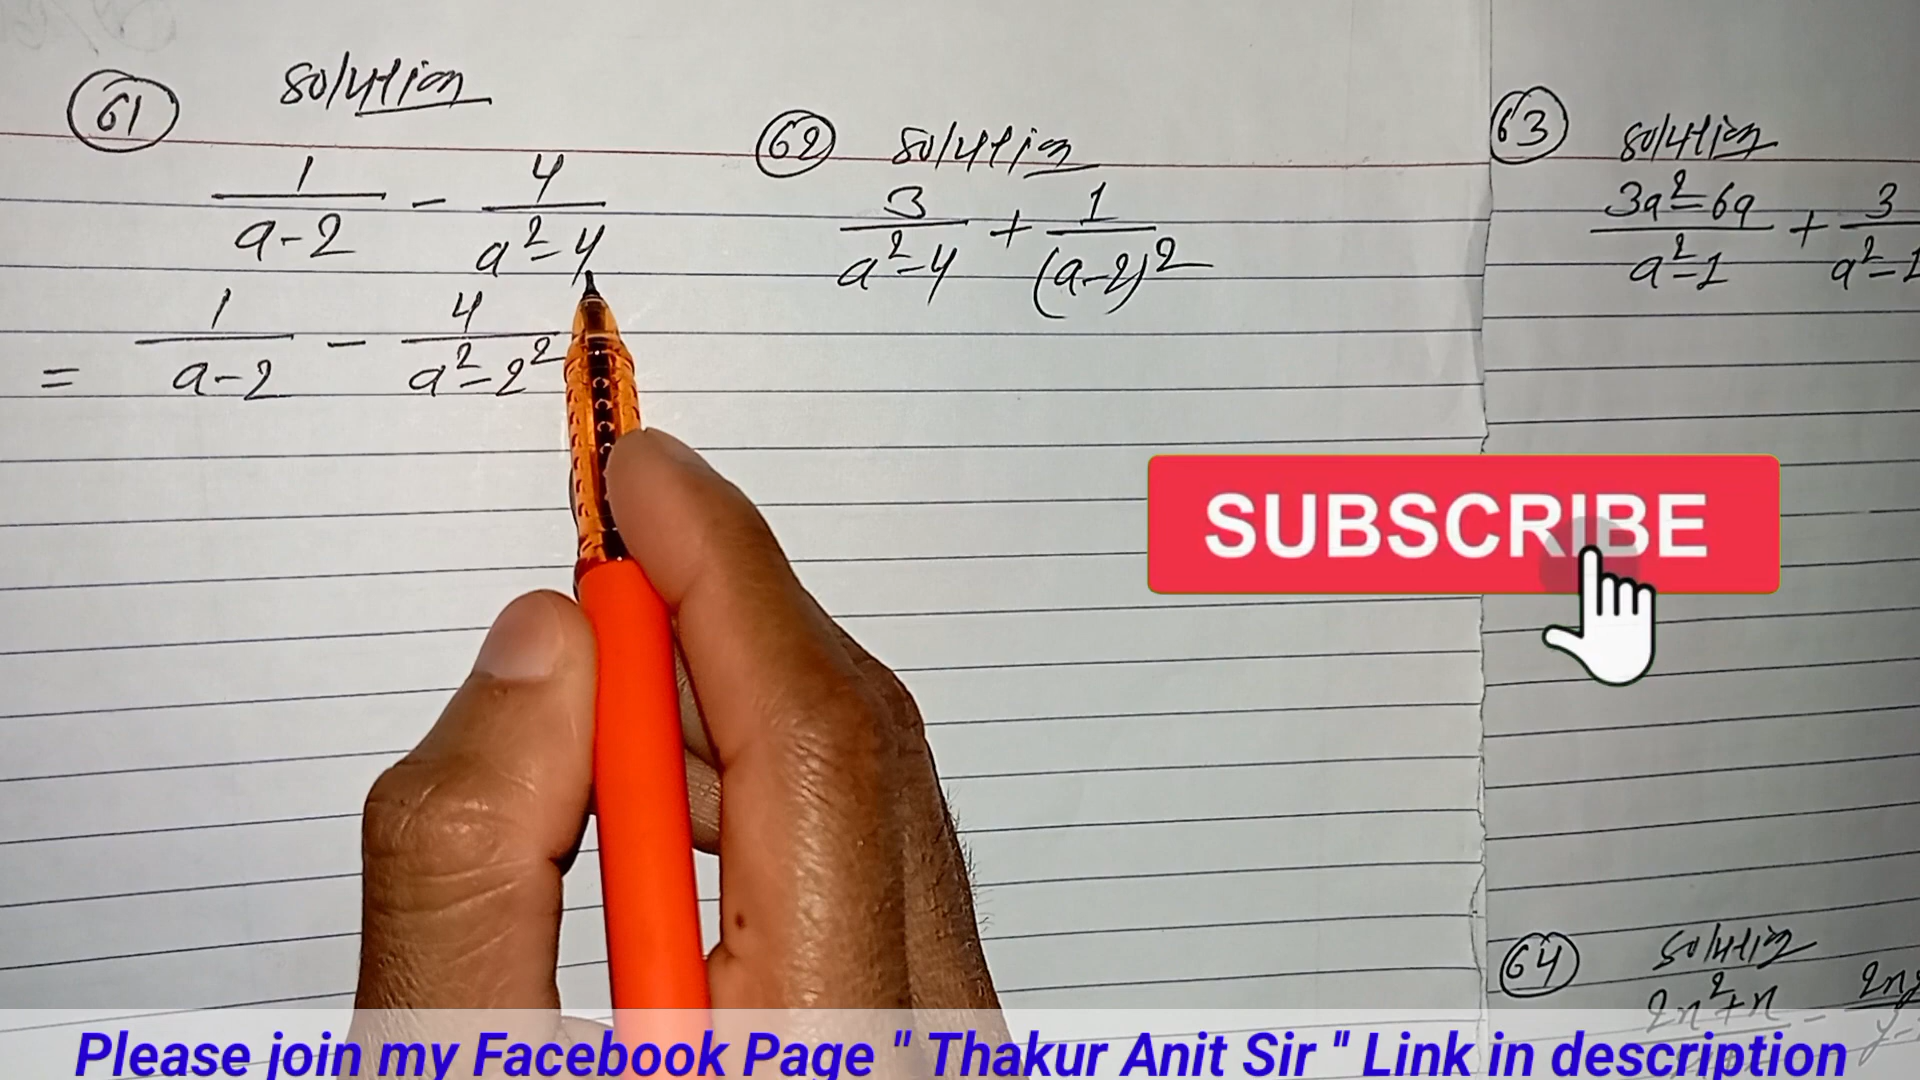 61 Solution
1/(a-2) - 4/(a²-4)
= 1/(a-2) - 4/(a²-2²)
62 Solution
3/(a²-4) + 1/(a-2)²
63 Solution
(3a²-6a)/(a²-1) + 3/(a²-1
SUBSCRIBE
64 Solution
Please join my Facebook Page " Thakur Anit Sir " Link in description